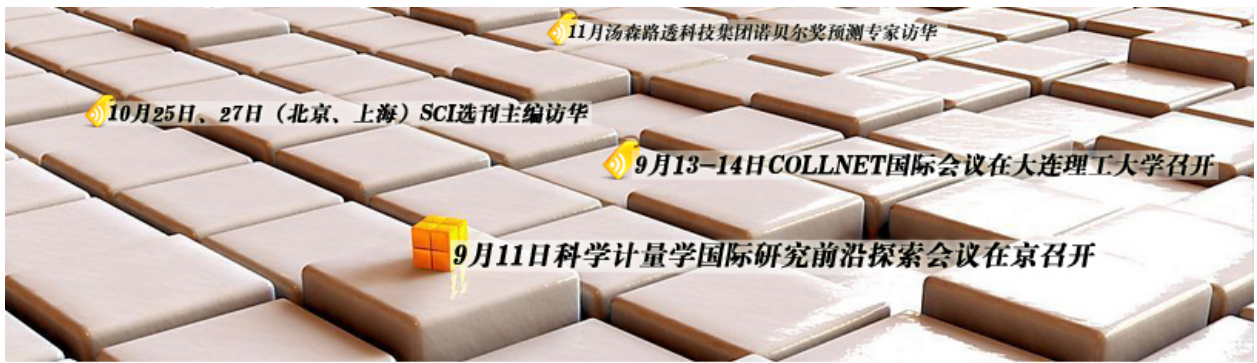 11月汤森路透科技集团诺贝尔奖预测专家访华
10月25日、27日（北京、上海）SCI选刊主编访华
9月13-14日COLLNET国际会议在大连理工大学召开
9月11日科学计量学国际研究前沿探索会议在京召开